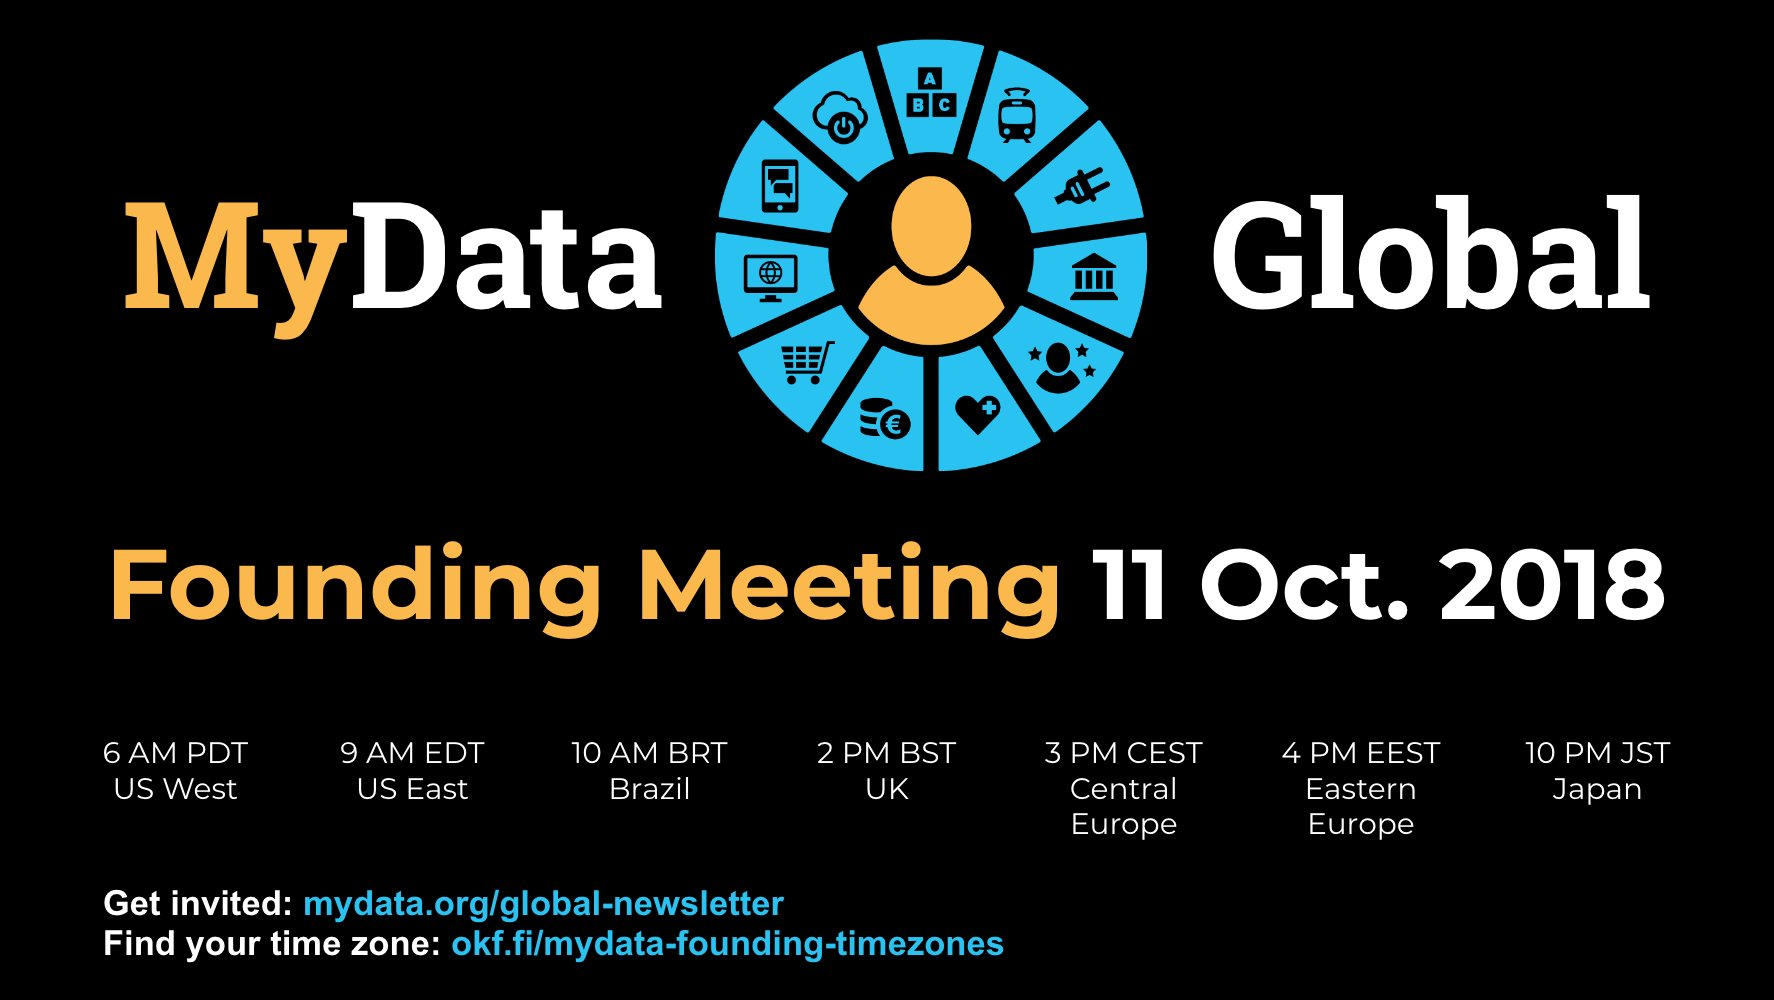 A
B C
MyData Global
€
Founding Meeting 11 Oct. 2018
6 AM PDT
US West
9 AM EDT
US East
10 AM BRT
Brazil
2 PM BST
UK
3 PM CEST
Central
Europe
4 PM EEST
Eastern
Europe
10 PM JST
Japan
Get invited: mydata.org/global-newsletter
Find your time zone: okf.fi/mydata-founding-timezones